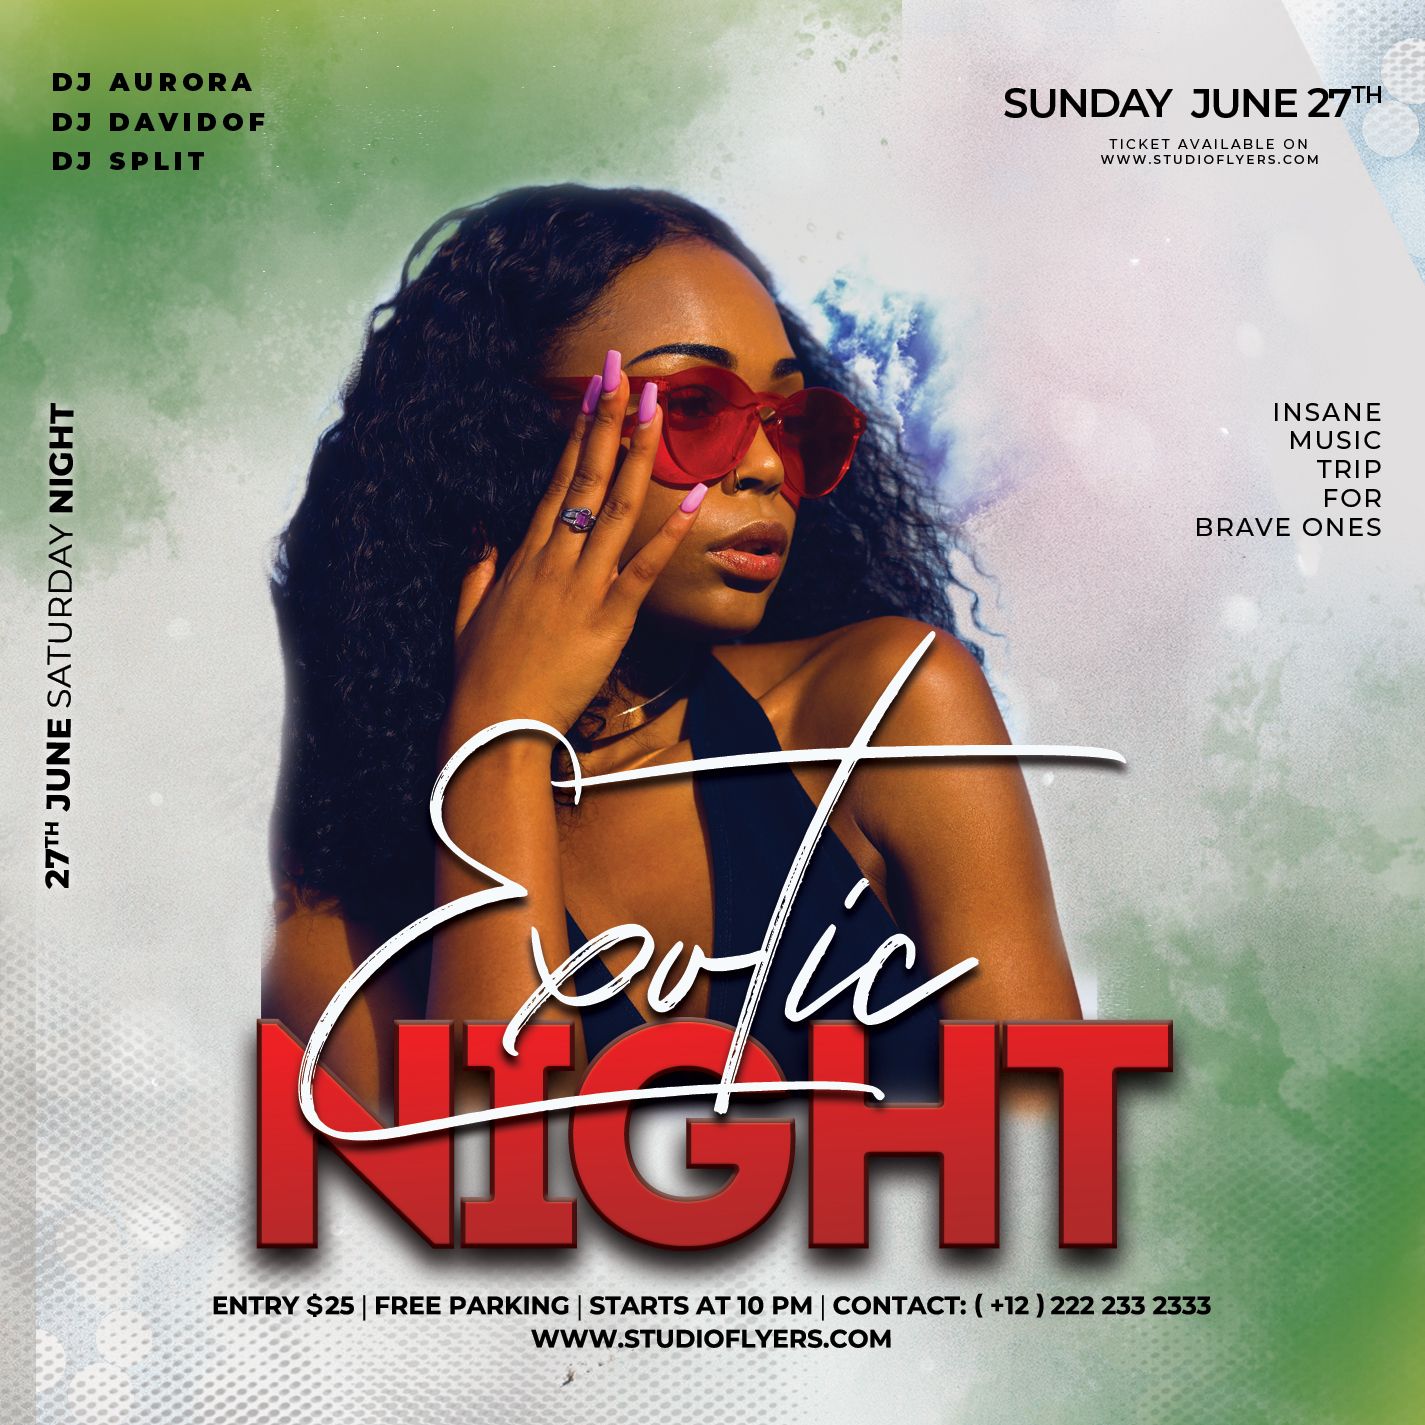 DJ AURORA
DJ DAVIDOF
DJ SPLIT
SUNDAY JUNE 27TH
TICKET AVAILABLE ON
WWW.STUDIOFLYERS.COM
INSANE
MUSIC
TRIP
FOR
BRAVE ONES
27TH JUNE SATURDAY NIGHT
Exotic
NIGHT
ENTRY $25 | FREE PARKING | STARTS AT 10 PM | CONTACT: ( +12 ) 222 233 2333
WWW.STUDIOFLYERS.COM